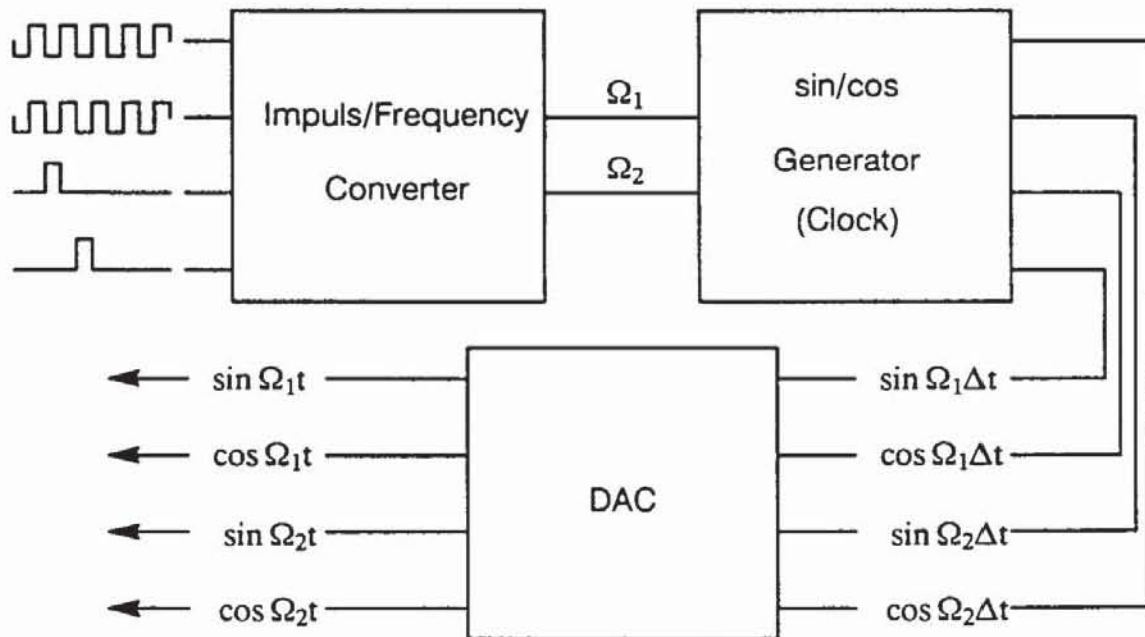 Impuls/Frequency
Converter
Ω₁
Ω₂
sin/cos
Generator
(Clock)
sin Ω₁t
cos Ω₁t
sin Ω₂t
cos Ω₂t
DAC
sin Ω₁Δt
cos Ω₁Δt
sin Ω₂Δt
cos Ω₂Δt